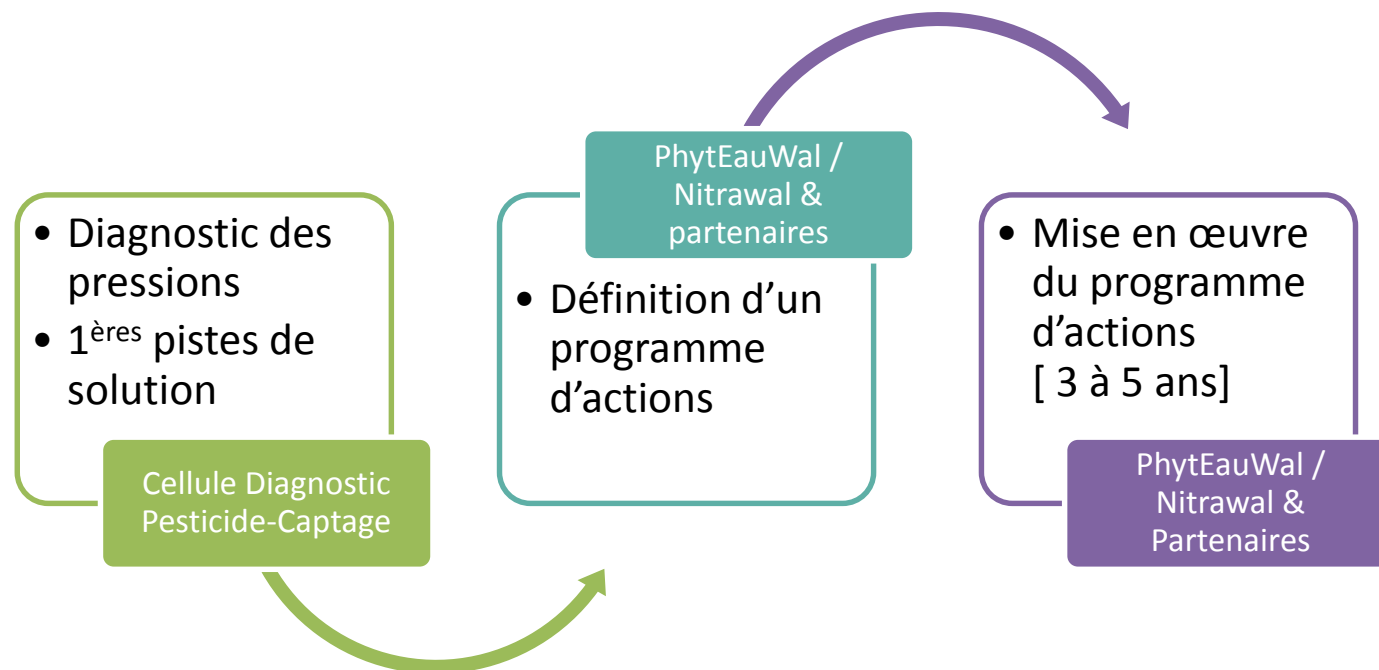 • Diagnostic des
pressions
• 1ères pistes de
solution
Cellule Diagnostic
Pesticide-Captage
PhytEauWal /
Nitrawal &
partenaires
• Définition d’un
programme
d’actions
• Mise en œuvre
du programme
d’actions
[ 3 à 5 ans]
PhytEauWal /
Nitrawal &
Partenaires